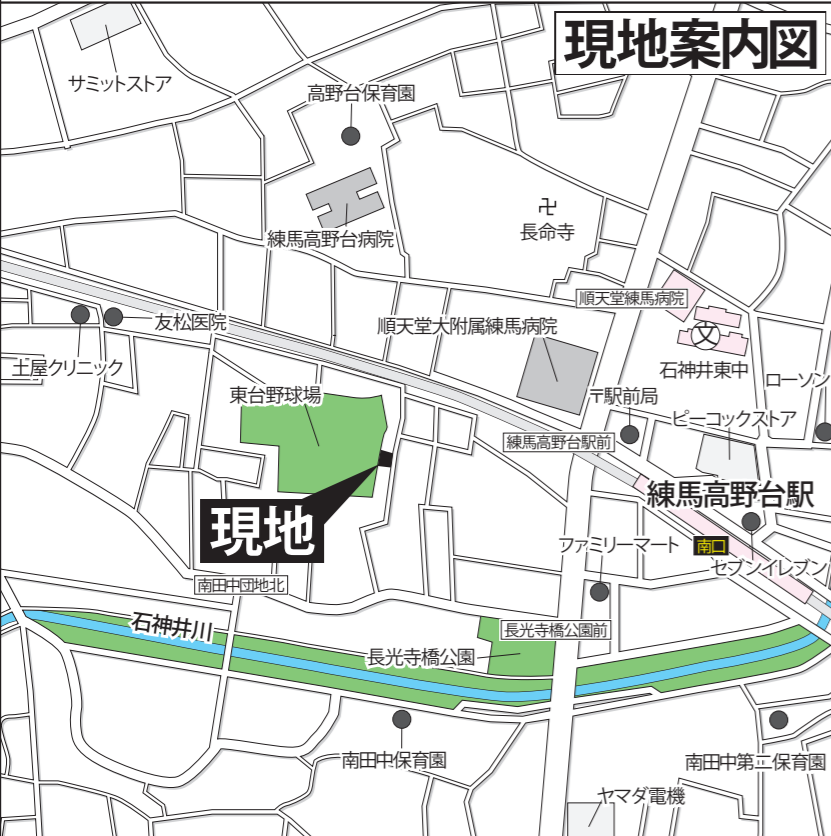 現地案内図
サミットストア
高野台保育園
卍
長命寺
練馬高野台病院
順天堂練馬病院
友松医院
順天堂大附属練馬病院
文
土屋クリニック
石神井東中
ローソン
東台野球場
〒駅前局
ピーコックストア
練馬高野台駅前
練馬高野台駅
現地
ファミリーマート
南口
セブンイレブン
南田中団地北
石神井川
長光寺橋公園前
長光寺橋公園
南田中保育園
南田中第二保育園
ヤマダ電機